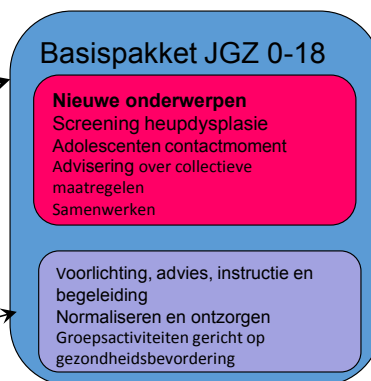 Basispakket JGZ 0-18
Nieuwe onderwerpen
Screening heupdysplasie
Adolescenten contactmoment
Advisering over collectieve
maatregelen
Samenwerken
Voorlichting, advies, instructie en
begeleiding
Normaliseren en ontzorgen
Groepsactiviteiten gericht op
gezondheidsbevordering